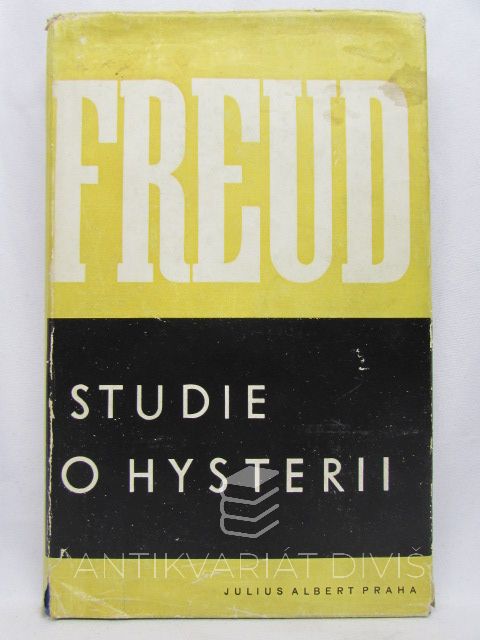 FREUD
STUDIE
O HYSTERII
ANTIKVARIÁT DIVIŠ
JULIUS ALBERT PRAHA